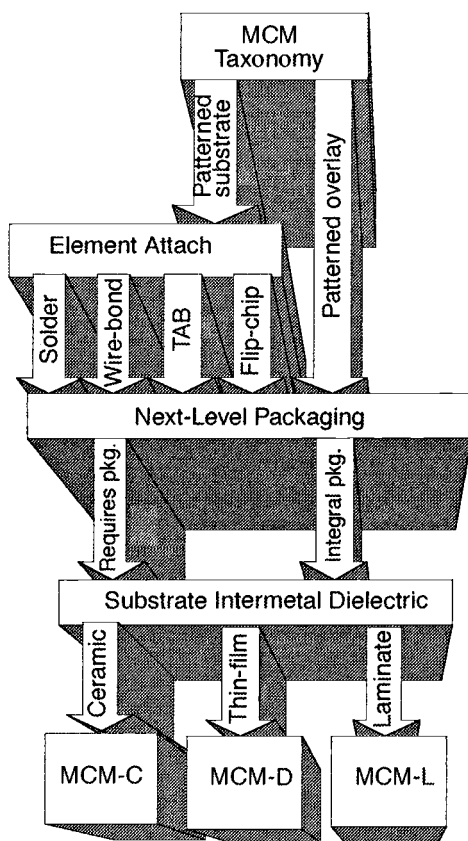 MCM
Taxonomy
Patterned
substrate
Patterned overlay
Element Attach
Solder
Wire-bond
TAB
Flip-chip
Next-Level Packaging
Requires pkg.
Integral pkg.
Substrate Intermetal Dielectric
Ceramic
Thin-film
Laminate
MCM-C
MCM-D
MCM-L